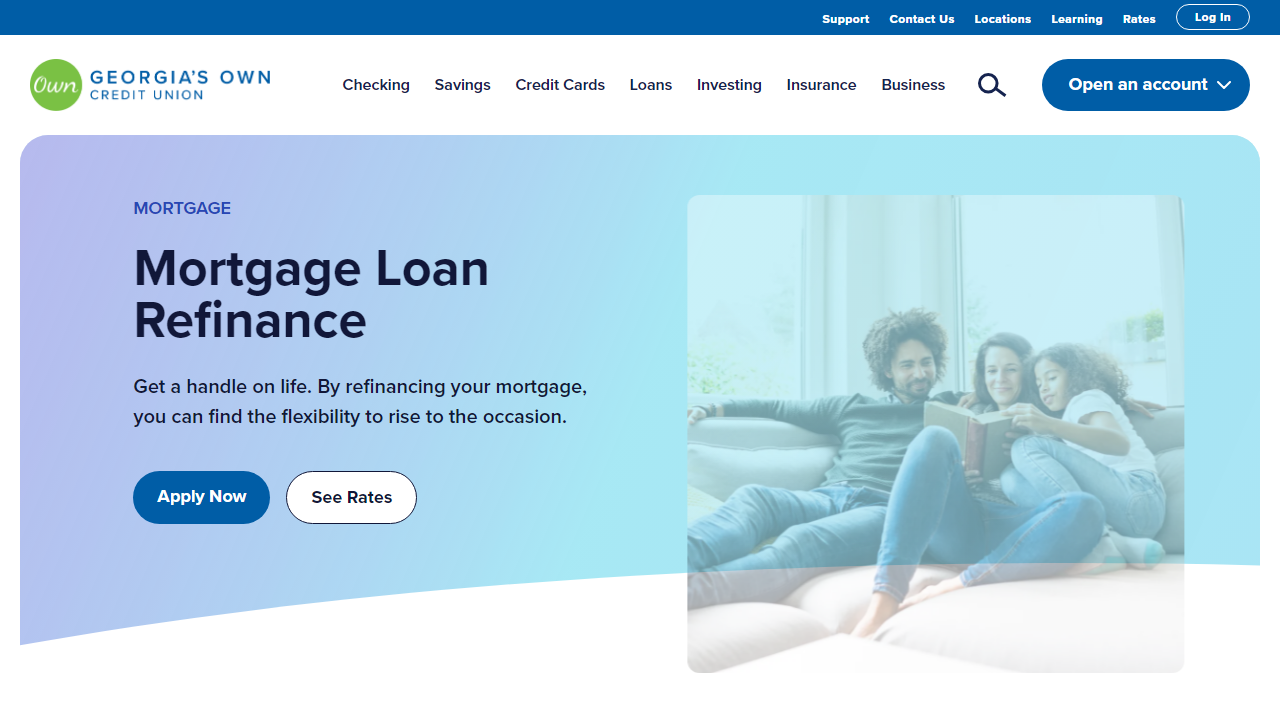 Support
Contact Us
Locations
Learning
Rates
Log In
Own
GEORGIA'S OWN
CREDIT UNION
Checking
Savings
Credit Cards
Loans
Investing
Insurance
Business
Open an account
MORTGAGE
Mortgage Loan
Refinance
Get a handle on life. By refinancing your mortgage,
you can find the flexibility to rise to the occasion.
Apply Now
See Rates